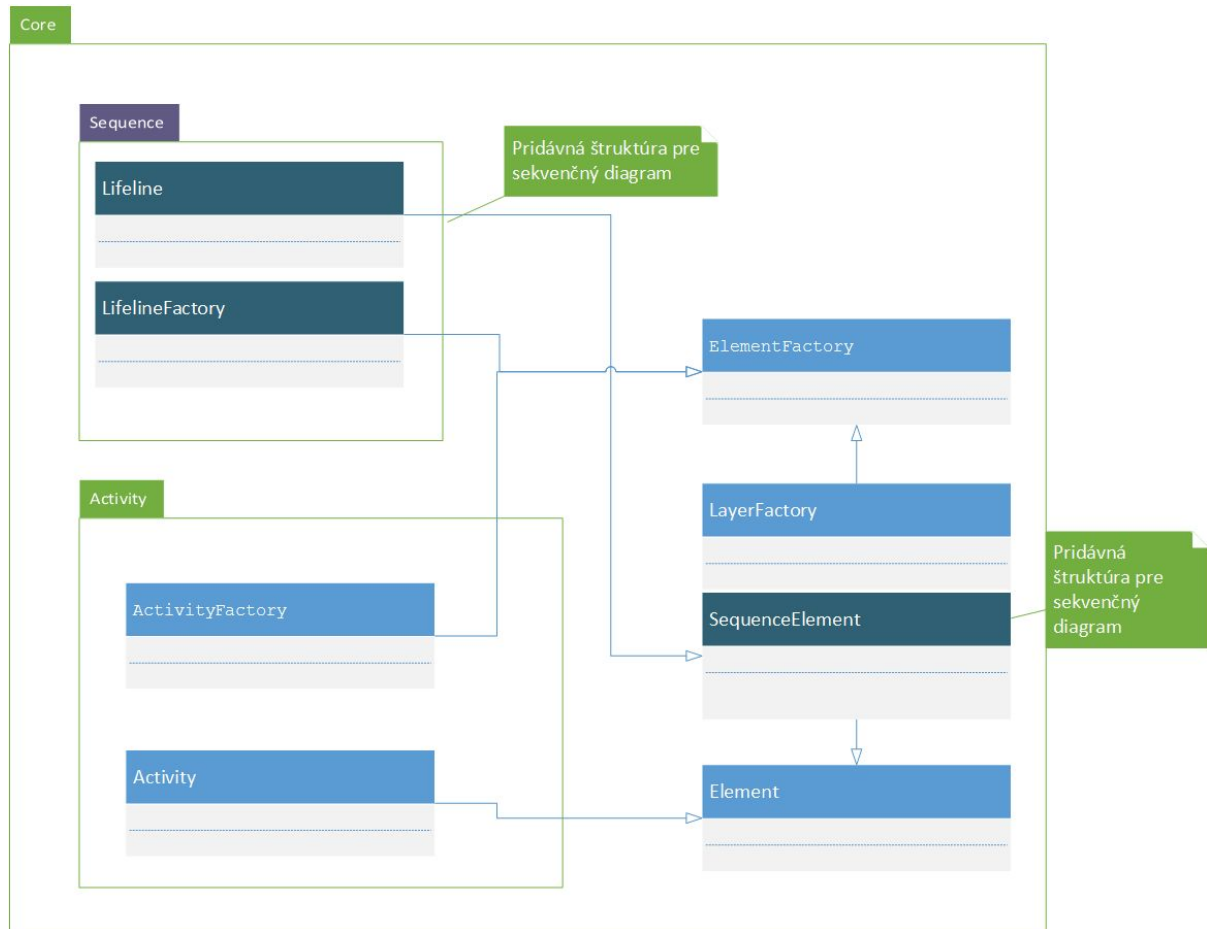 Core
Sequence
Pridávná štruktúra pre
sekvenčný diagram
Lifeline
LifelineFactory
ElementFactory
Activity
LayerFactory
Pridávná
štruktúra pre
sekvenčný
diagram
ActivityFactory
SequenceElement
Activity
Element